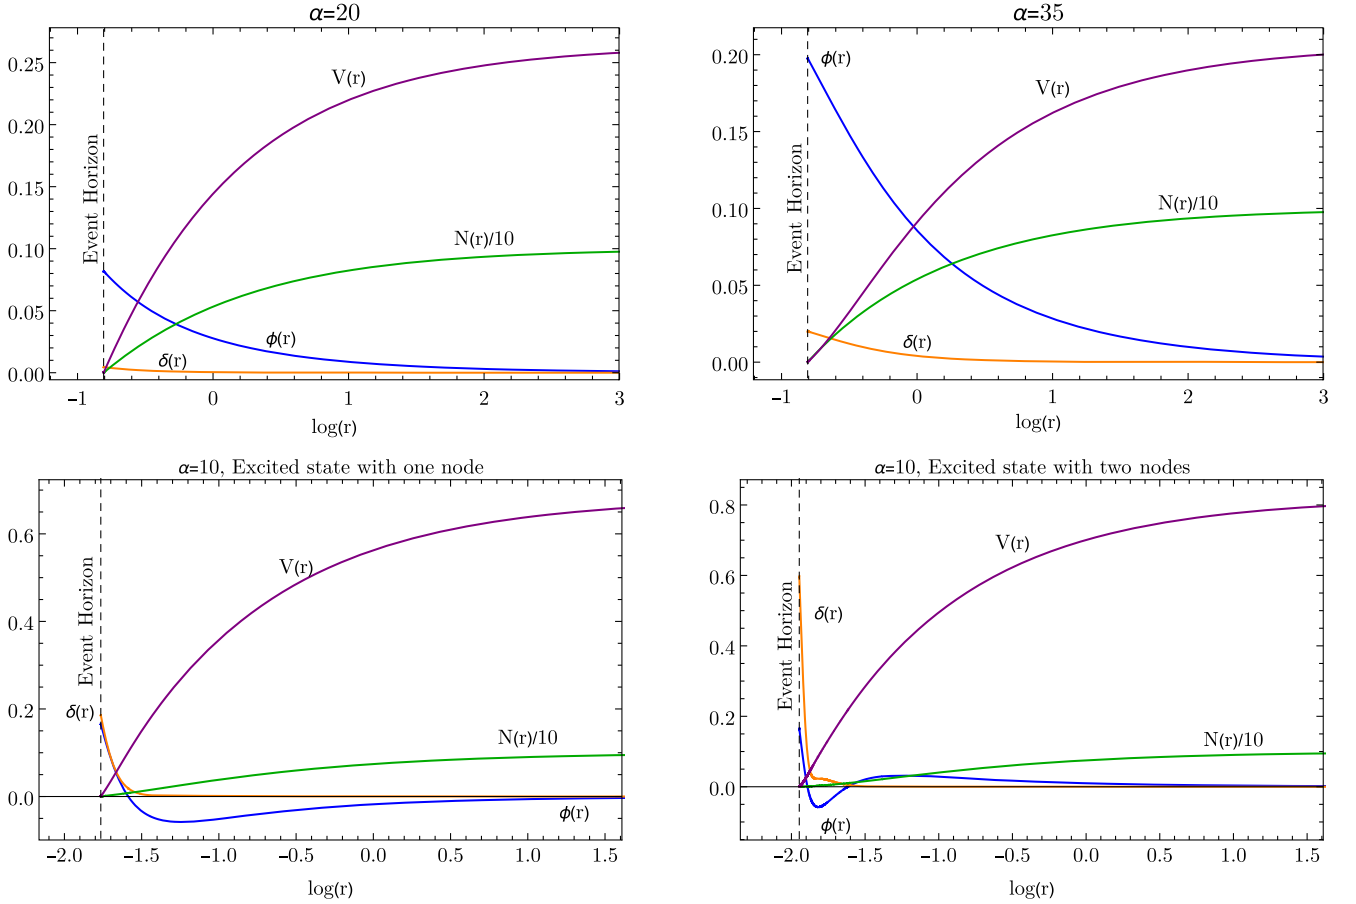 α=20
0.25
0.20
0.15
0.10
0.05
0.00
Event Horizon
V(r)
N(r)/10
ϕ(r)
δ(r)
−1 0 1 2 3
log(r)
α=35
0.20
0.15
0.10
0.05
0.00
Event Horizon
ϕ(r)
V(r)
N(r)/10
δ(r)
−1 0 1 2 3
log(r)
α=10, Excited state with one node
0.6
0.4
0.2
0.0
Event Horizon
V(r)
δ(r)
N(r)/10
ϕ(r)
−2.0 −1.5 −1.0 −0.5 0.0 0.5 1.0 1.5
log(r)
α=10, Excited state with two nodes
0.8
0.6
0.4
0.2
0.0
Event Horizon
V(r)
δ(r)
N(r)/10
ϕ(r)
−2.0 −1.5 −1.0 −0.5 0.0 0.5 1.0 1.5
log(r)